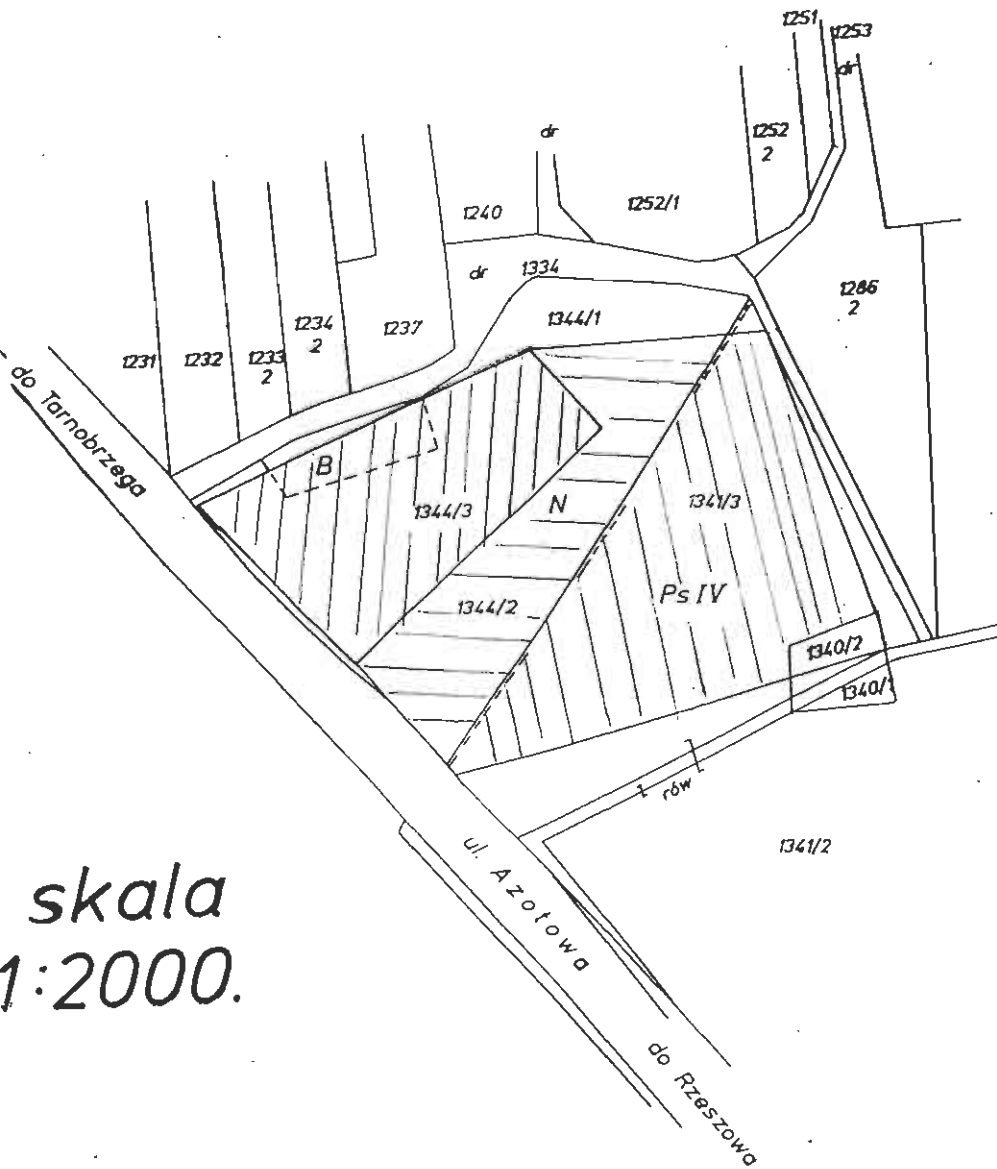 1251
1253
dr
dr
1252
2
1252/1
1240
dr
1334
1286
2
1344/1
1234
2
1237
1231
1232
1233
2
do Tarnobrzega
B
1344/3
N
1341/3
1344/2
Ps IV
1340/2
1340/1
rów
1341/2
ul. Azotowa
skala
1:2000.
do Rzeszowa